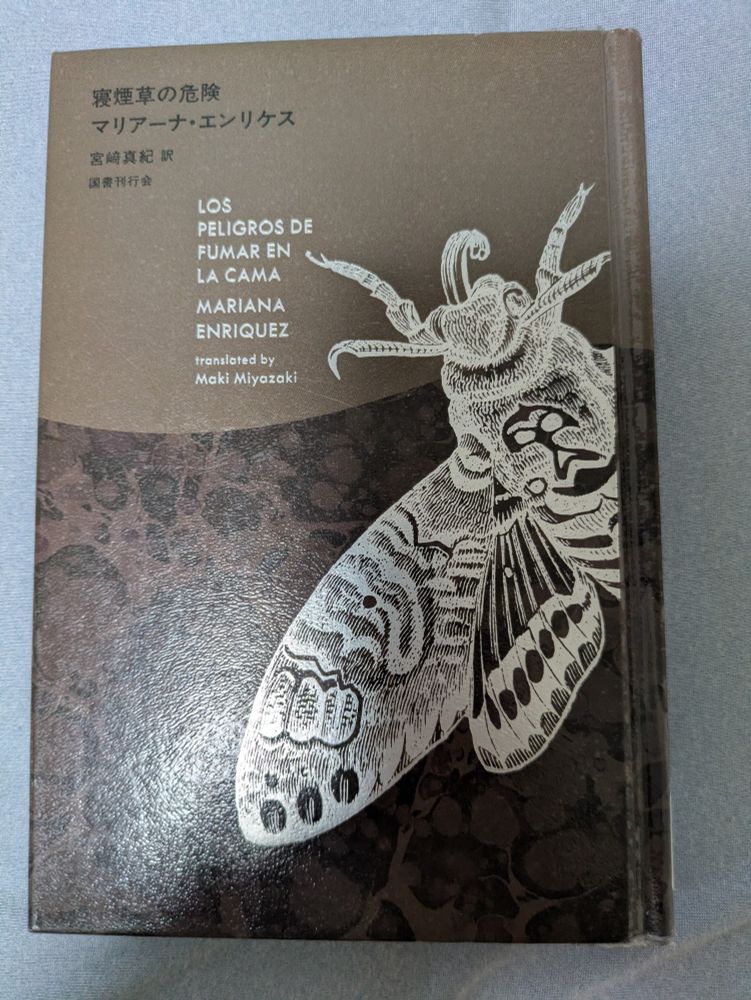 寝煙草の危険
マリアーナ・エンリケス
宮﨑真紀 訳
国書刊行会
LOS
PELIGROS DE
FUMAR EN
LA CAMA
MARIANA
ENRIQUEZ
translated by
Maki Miyazaki